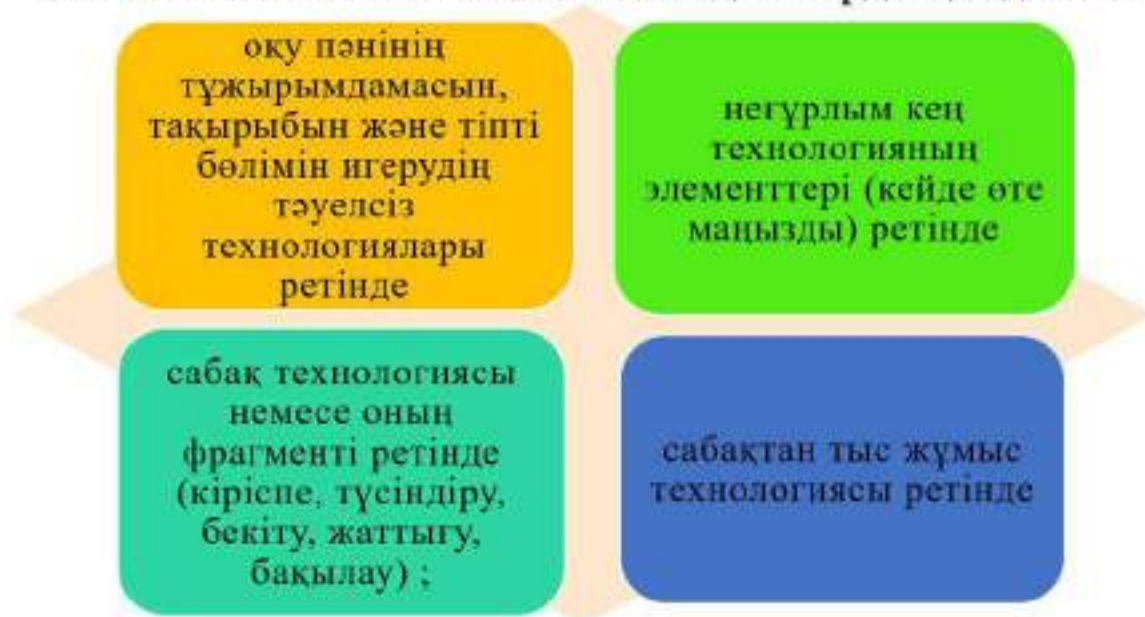 оқу пәнінің
тұжырымдамасын,
тақырыбын және тіпті
бөлімін игерудің
тәуелсіз
технологиялары
ретінде
неғұрлым кең
технологияның
элементтері (кейде өте
маңызды) ретінде
сабақ технологиясы
немесе оның
фрагменті ретінде
(кіріспе, түсіндіру,
бекіту, жаттығу,
бақылау) ;
сабақтан тыс жұмыс
технологиясы ретінде